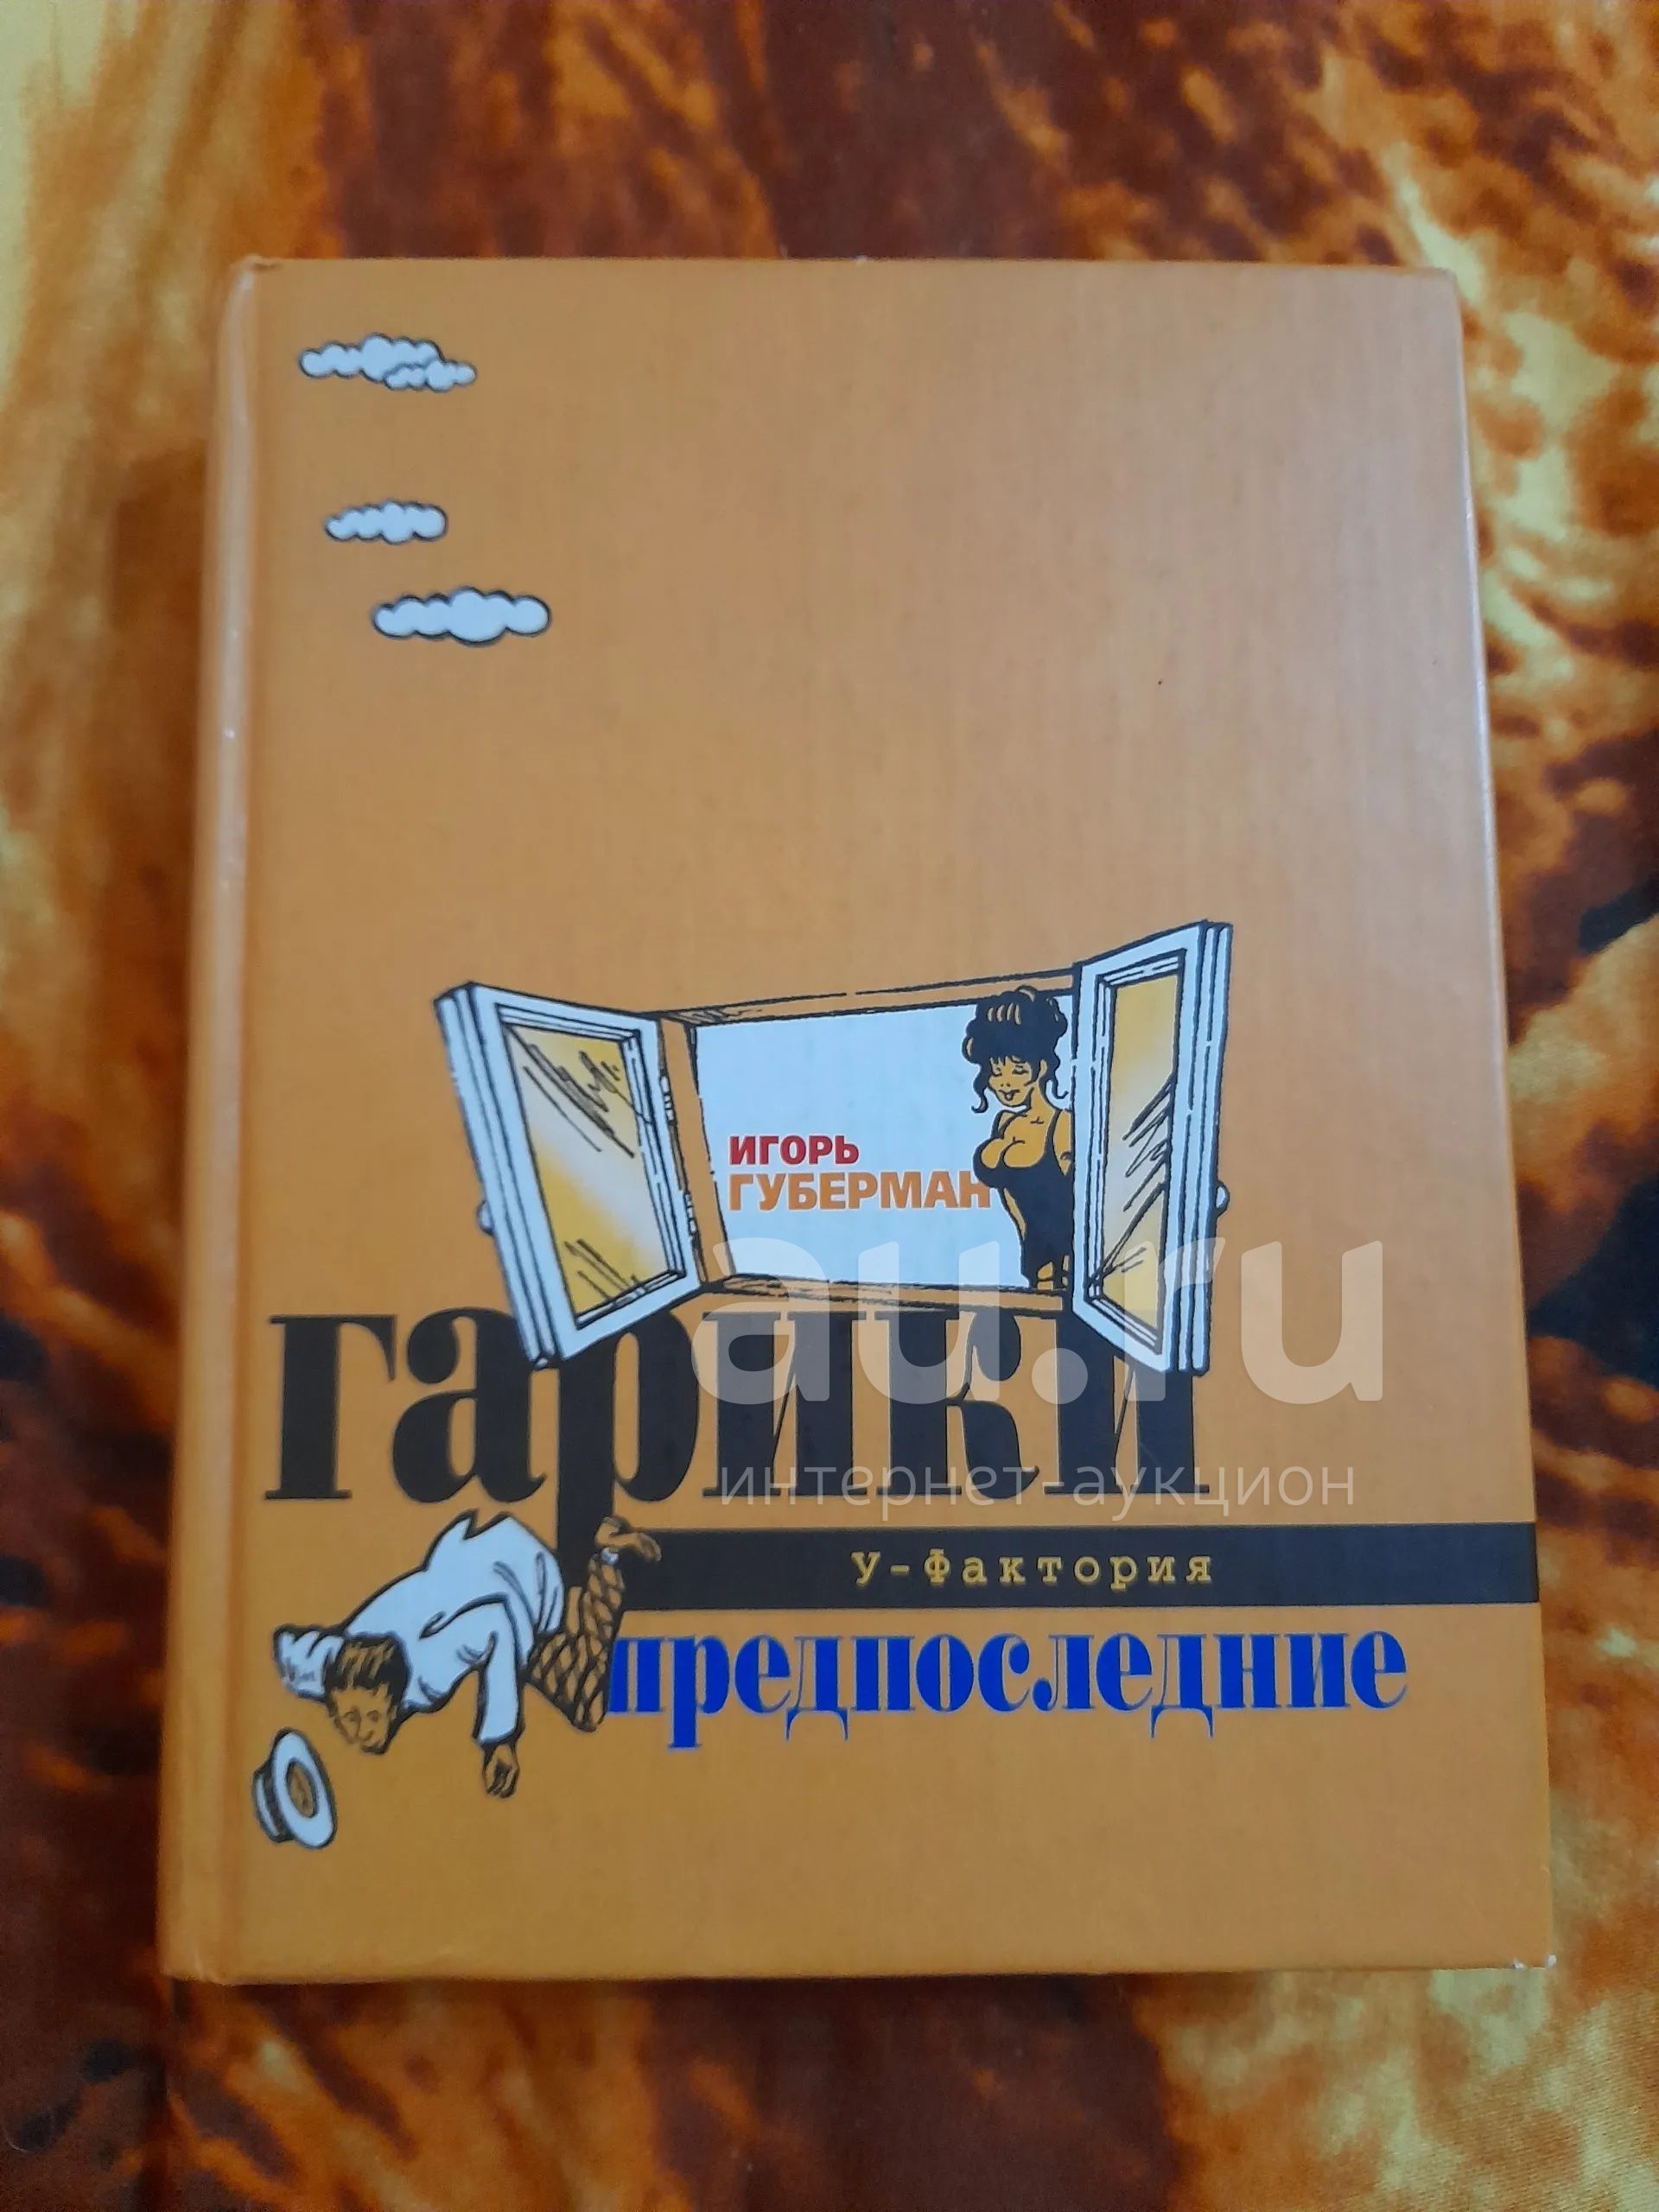 ИГОРЬ
ГУБЕРМАН
гарики
au.ru
интернет-аукцион
У-Фактория
предпоследние